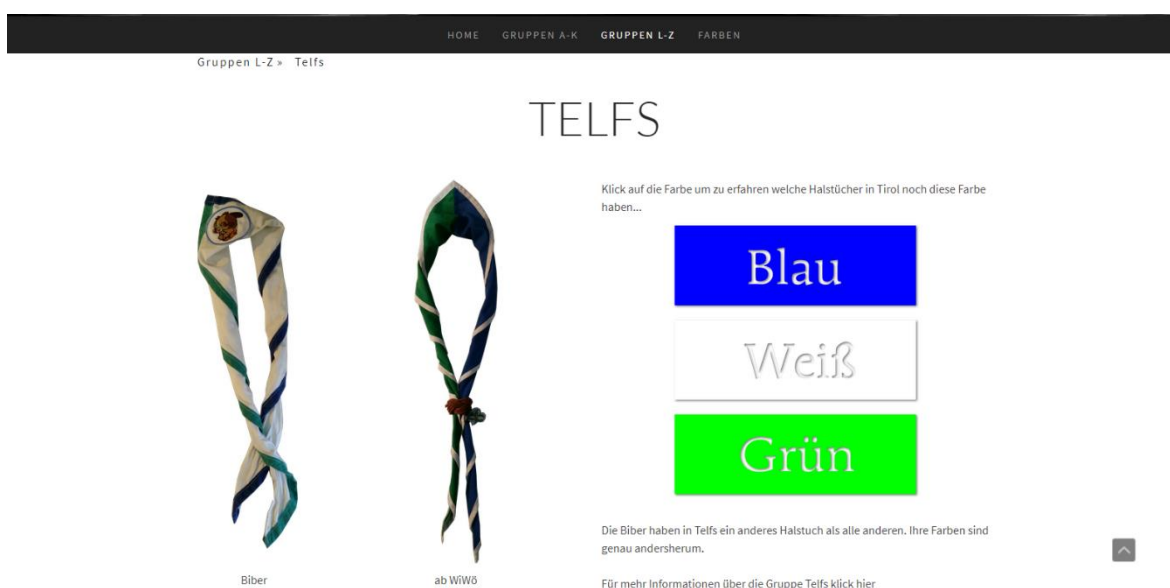 HOME GRUPPEN A-K GRUPPEN L-Z FARBEN
Gruppen L-Z » Telfs
TELFS
Klick auf die Farbe um zu erfahren welche Halstücher in Tirol noch diese Farbe
haben...
Blau
Weiß
Grün
Die Biber haben in Telfs ein anderes Halstuch als alle anderen. Ihre Farben sind
genau andersherum.
Biber
ab WiWö
Für mehr Informationen über die Gruppe Telfs klick hier